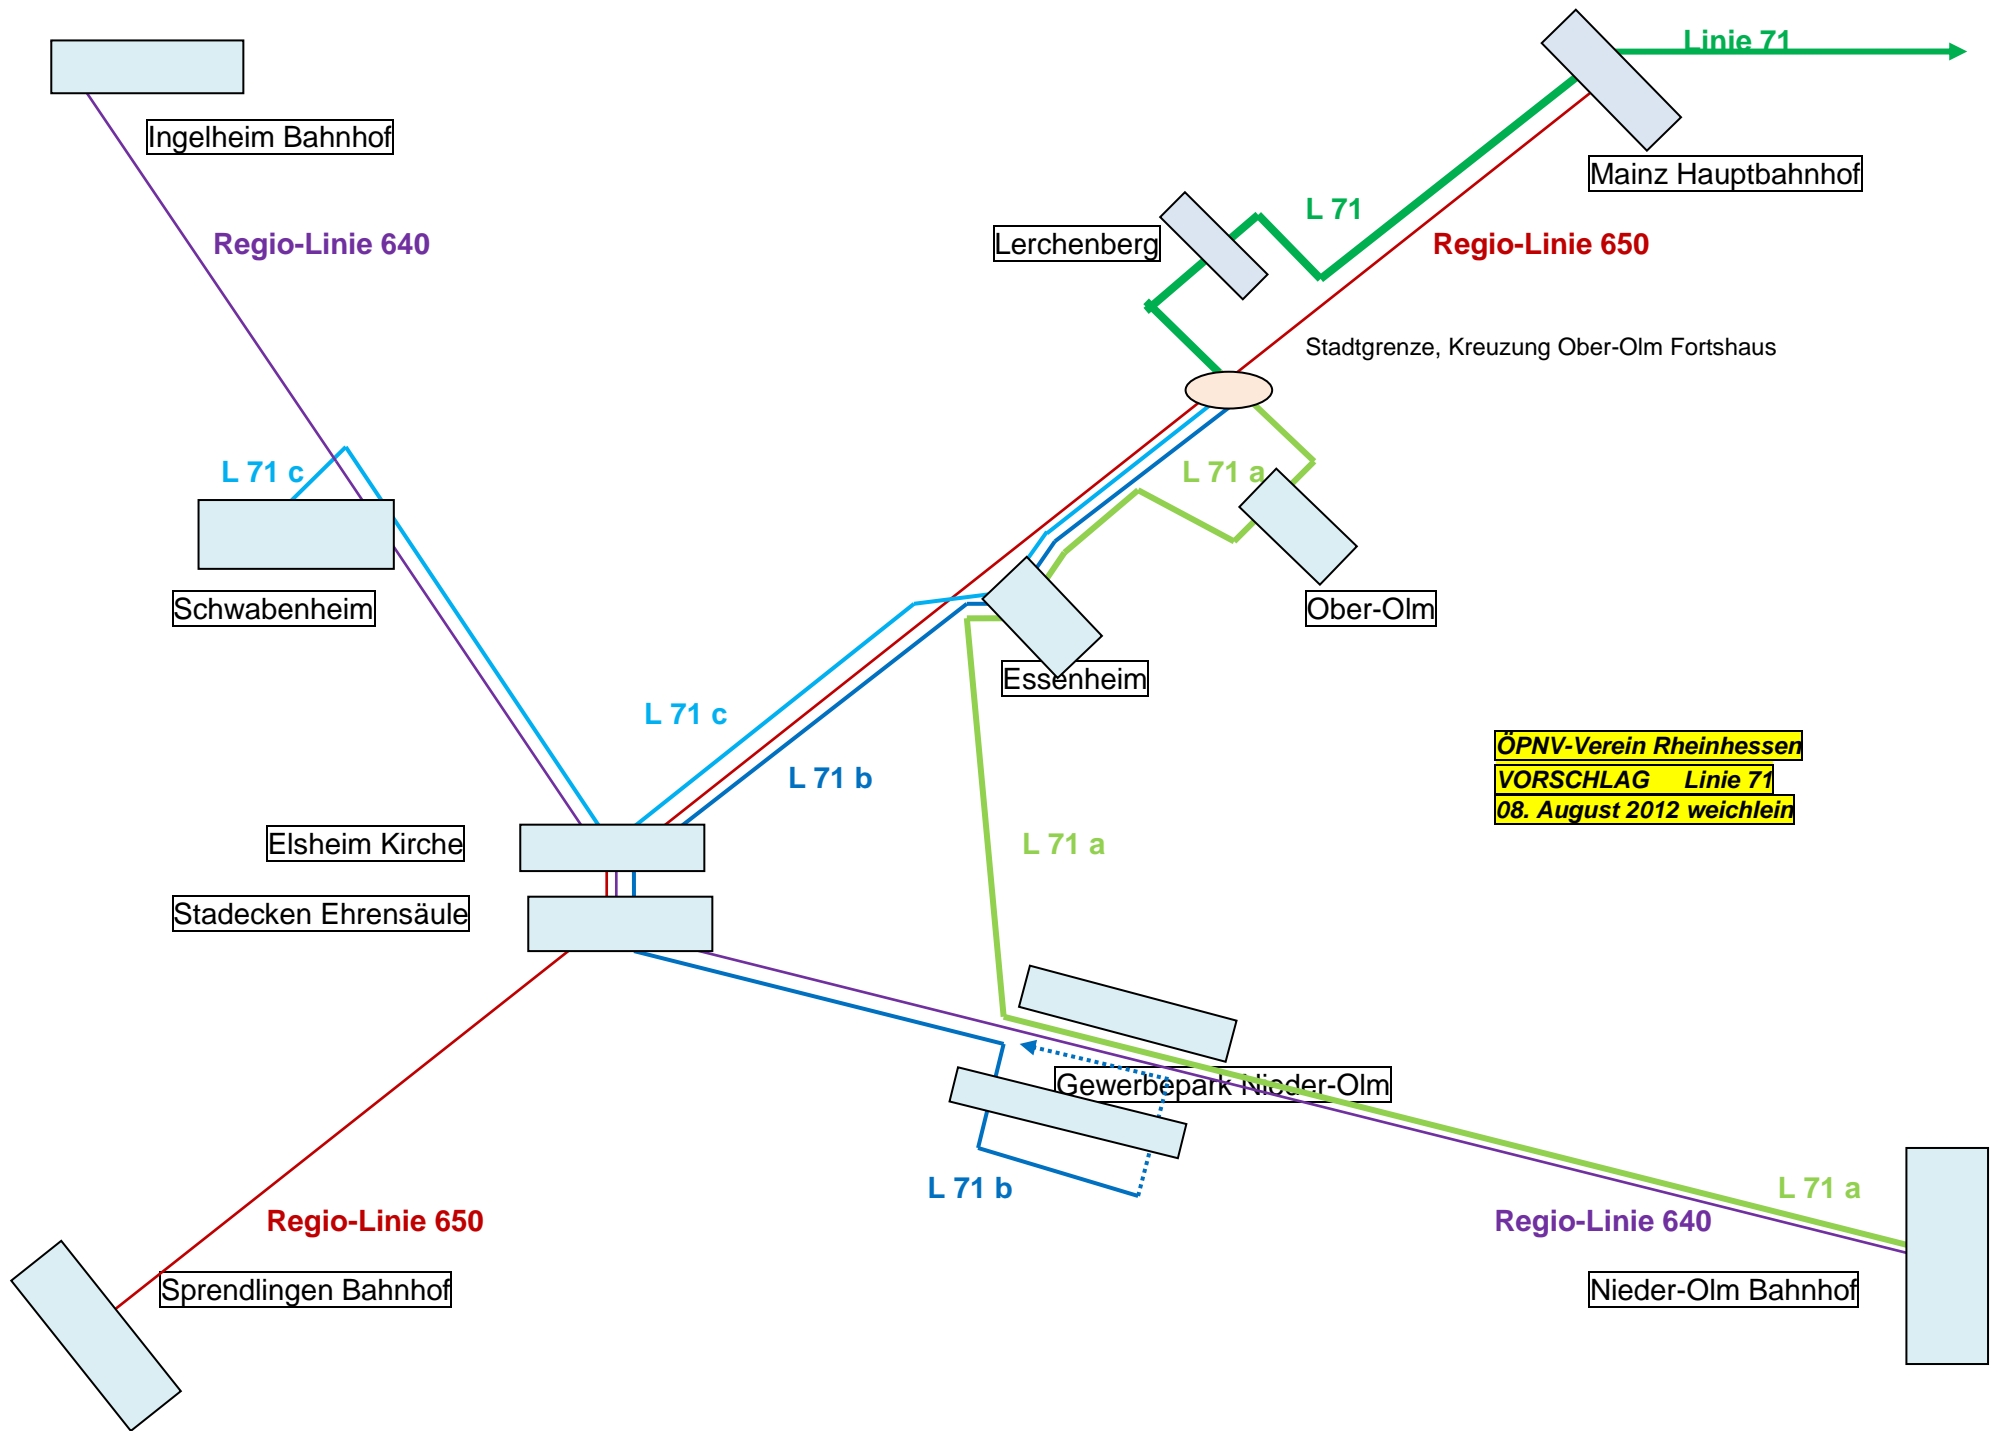 Linie 71
Ingelheim Bahnhof
Mainz Hauptbahnhof
L 71
Lerchenberg
Regio-Linie 640
Regio-Linie 650
Stadtgrenze, Kreuzung Ober-Olm Fortshaus
L 71 c
L 71 a
Schwabenheim
Ober-Olm
Essenheim
L 71 c
ÖPNV-Verein Rheinhessen
VORSCHLAG Linie 71
08. August 2012 weichlein
L 71 b
Elsheim Kirche
L 71 a
Stadecken Ehrensäule
Gewerbepark Nieder-Olm
L 71 b
L 71 a
Regio-Linie 650
Regio-Linie 640
Sprendlingen Bahnhof
Nieder-Olm Bahnhof